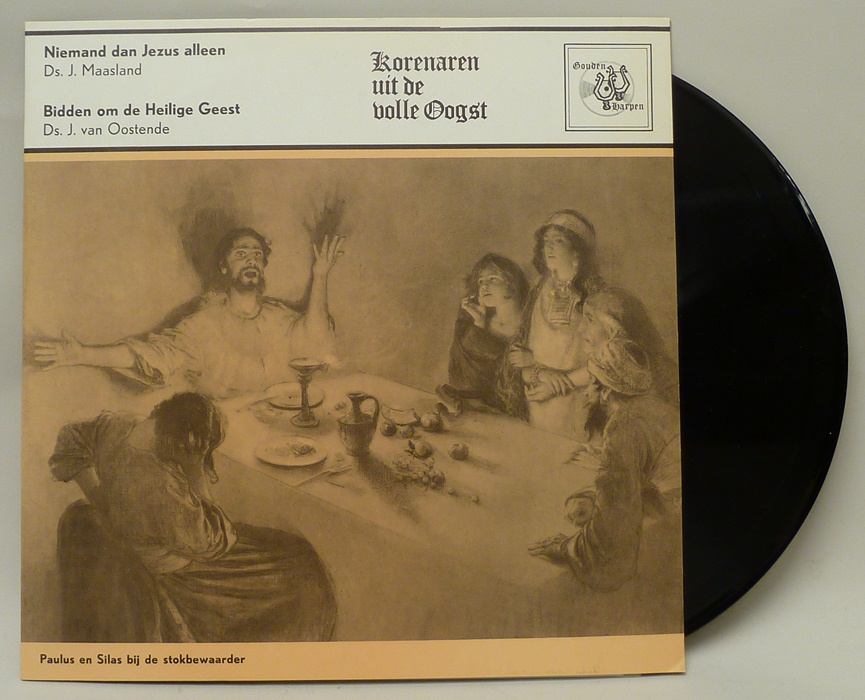 Niemand dan Jezus alleen
Ds. J. Maasland
Bidden om de Heilige Geest
Ds. J. van Oostende
Korenaren
uit de
volle Oogst
Gouden
Harpen
Paulus en Silas bij de stokbewaarder